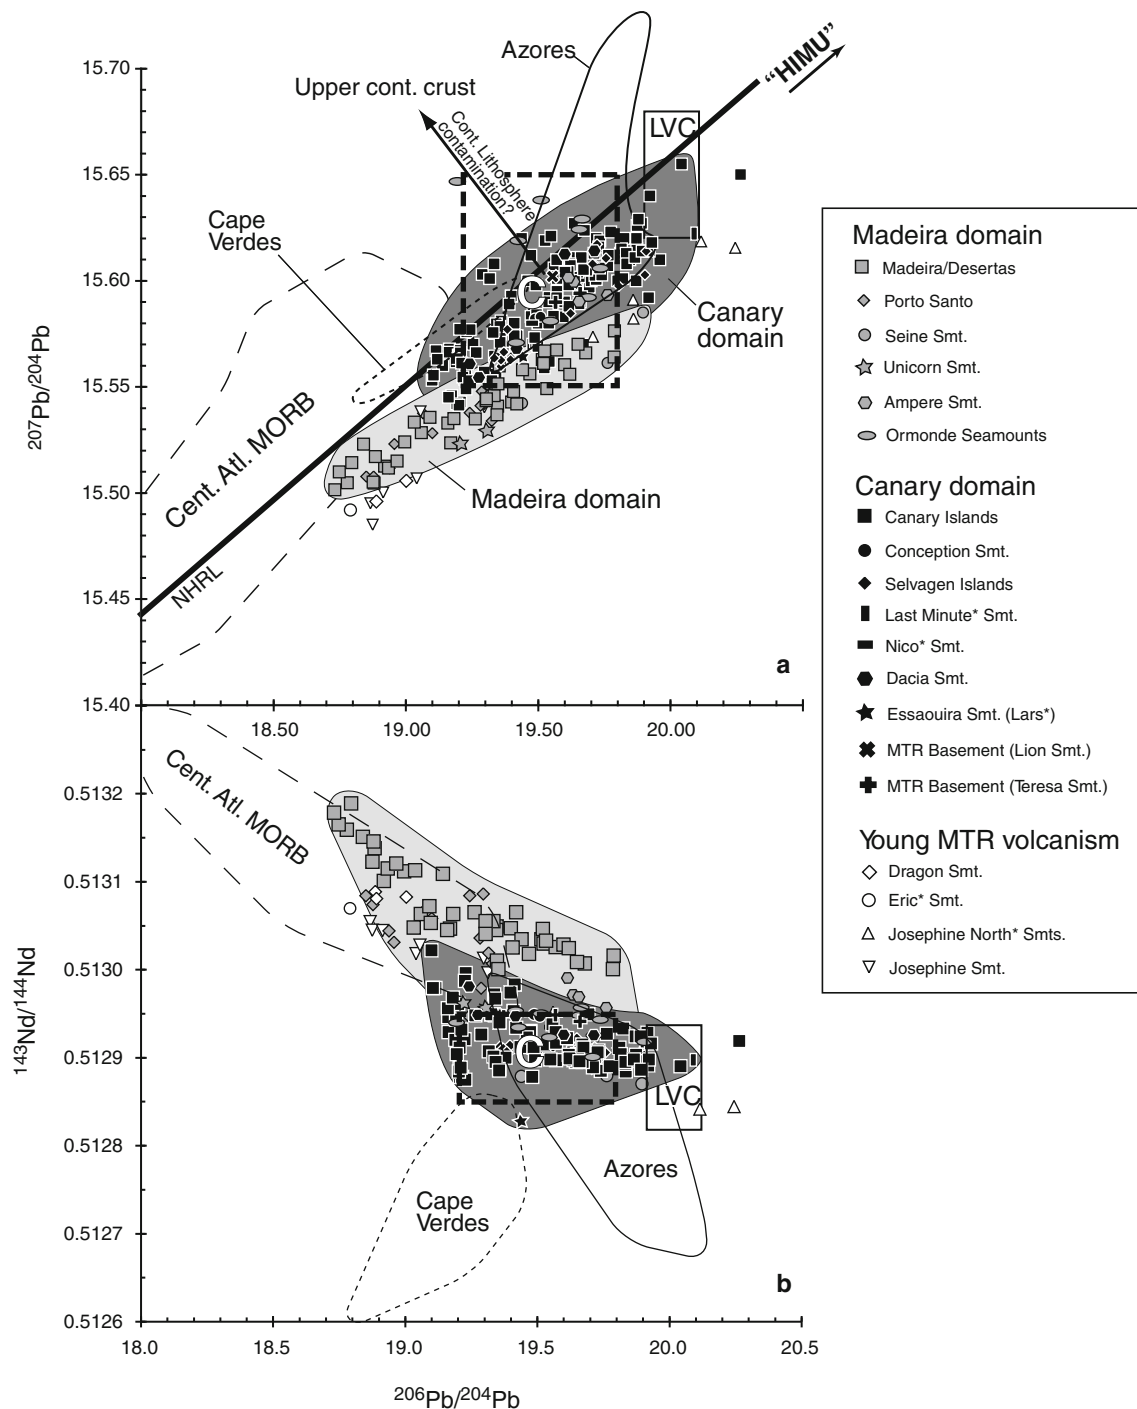 Azores
"HIMU"
Upper cont. crust
Cont. Lithosphere
contamination?
LVC
Cape
Verdes
C
Canary
domain
Cent. Atl. MORB
Madeira domain
NHRL
a
207Pb/204Pb
15.70
15.65
15.60
15.55
15.50
15.45
15.40
18.50
19.00
19.50
20.00
Cent. Atl. MORB
C
LVC
Azores
Cape
Verdes
b
143Nd/144Nd
0.5132
0.5131
0.5130
0.5129
0.5128
0.5127
0.5126
18.0
18.5
19.0
19.5
20.0
20.5
206Pb/204Pb
Madeira domain
Madeira/Desertas
Porto Santo
Seine Smt.
Unicorn Smt.
Ampere Smt.
Ormonde Seamounts
Canary domain
Canary Islands
Conception Smt.
Selvagen Islands
Last Minute* Smt.
Nico* Smt.
Dacia Smt.
Essaouira Smt. (Lars*)
MTR Basement (Lion Smt.)
MTR Basement (Teresa Smt.)
Young MTR volcanism
Dragon Smt.
Eric* Smt.
Josephine North* Smts.
Josephine Smt.